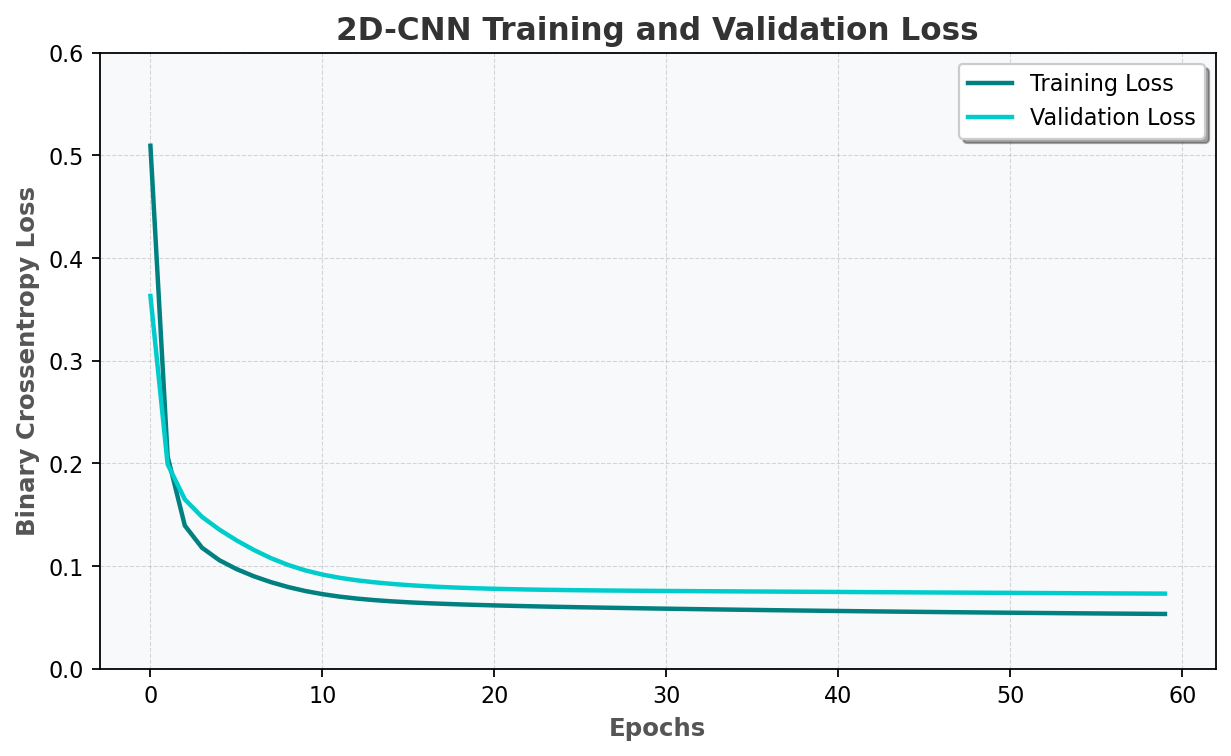 2D-CNN Training and Validation Loss
Training Loss
Validation Loss
Binary Crossentropy Loss
0.6
0.5
0.4
0.3
0.2
0.1
0.0
0 10 20 30 40 50 60
Epochs